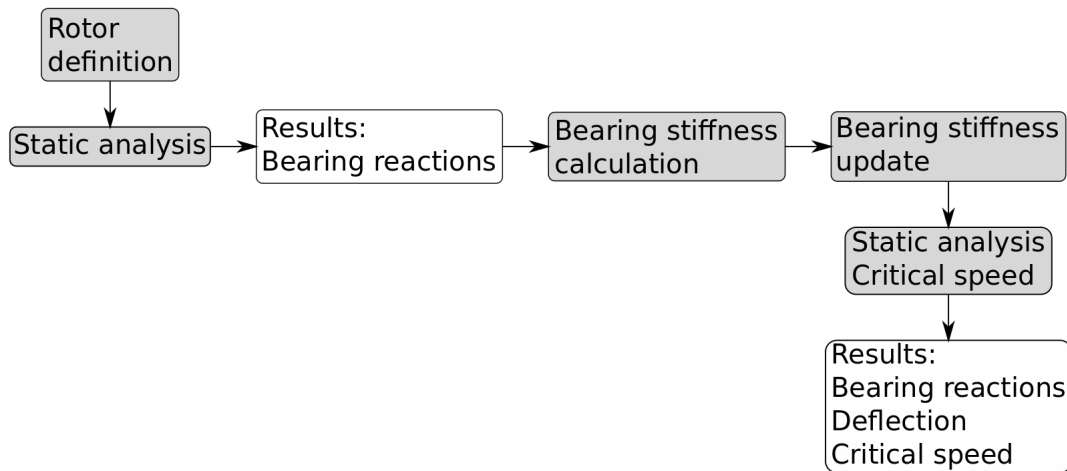 Rotor
definition
Static analysis
Results:
Bearing reactions
Bearing stiffness
calculation
Bearing stiffness
update
Static analysis
Critical speed
Results:
Bearing reactions
Deflection
Critical speed